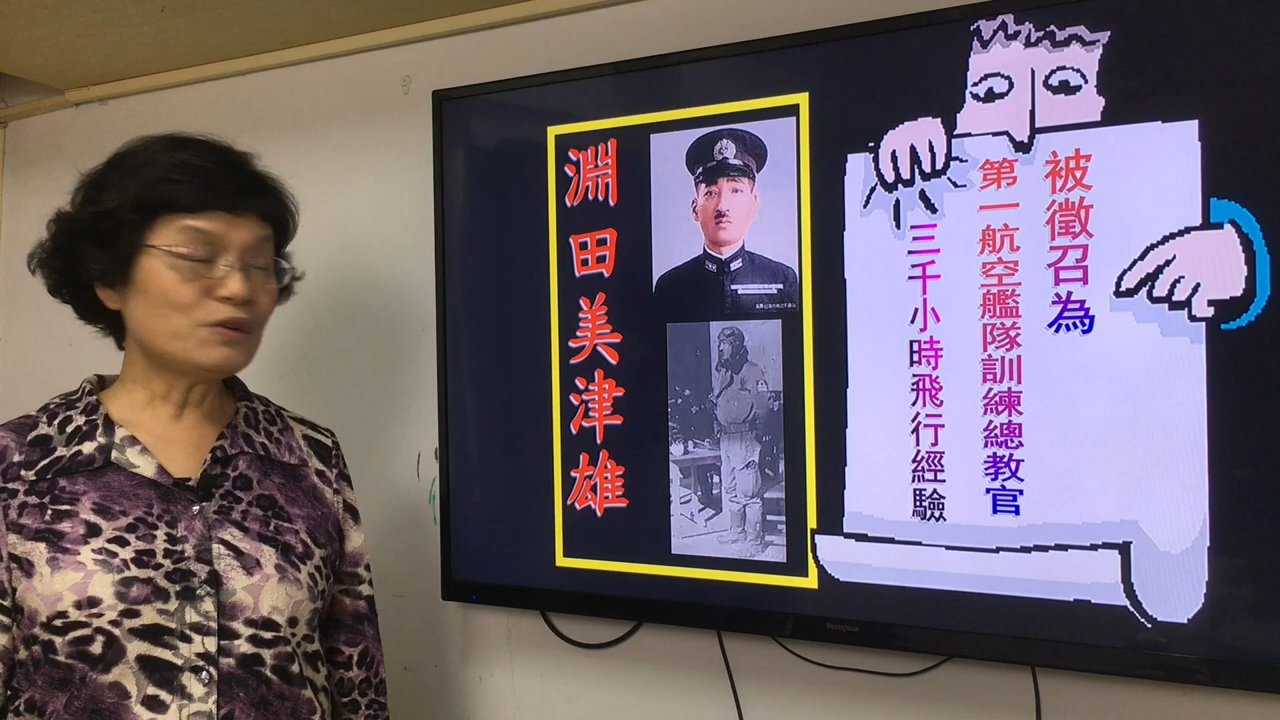 淵田美津雄
被徵召為
第一航空艦隊訓練總教官
三千小時飛行經驗
Westinghouse